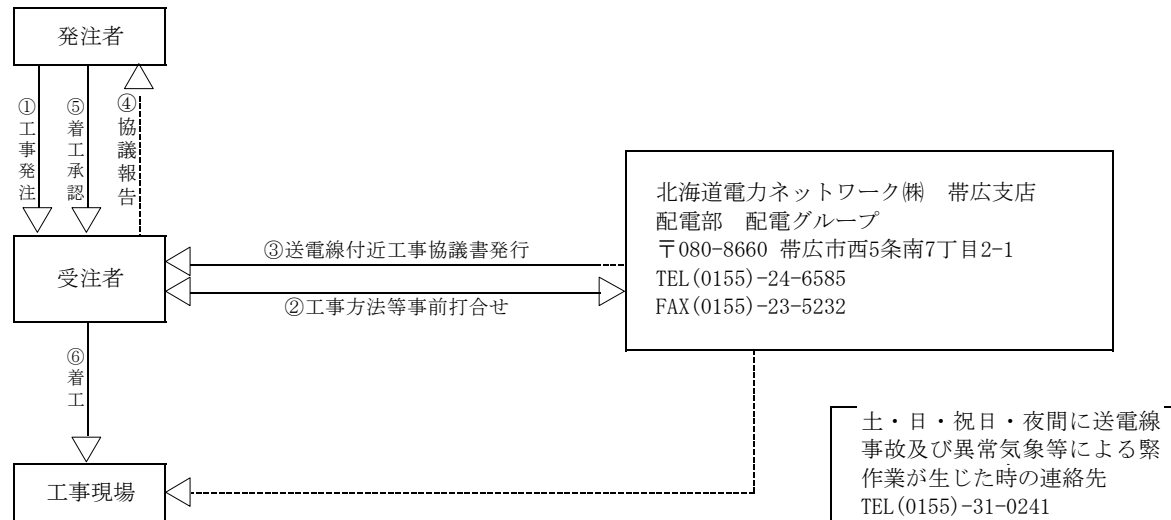 発注者
①工事発注
⑤着工承認
④協議報告
北海道電力ネットワーク㈱　帯広支店
配電部　配電グループ
〒080-8660 帯広市西5条南7丁目2-1
TEL(0155)-24-6585
FAX(0155)-23-5232
受注者
③送電線付近工事協議書発行
②工事方法等事前打合せ
⑥着工
工事現場
土・日・祝日・夜間に送電線
事故及び異常気象等による緊
作業が生じた時の連絡先
TEL(0155)-31-0241